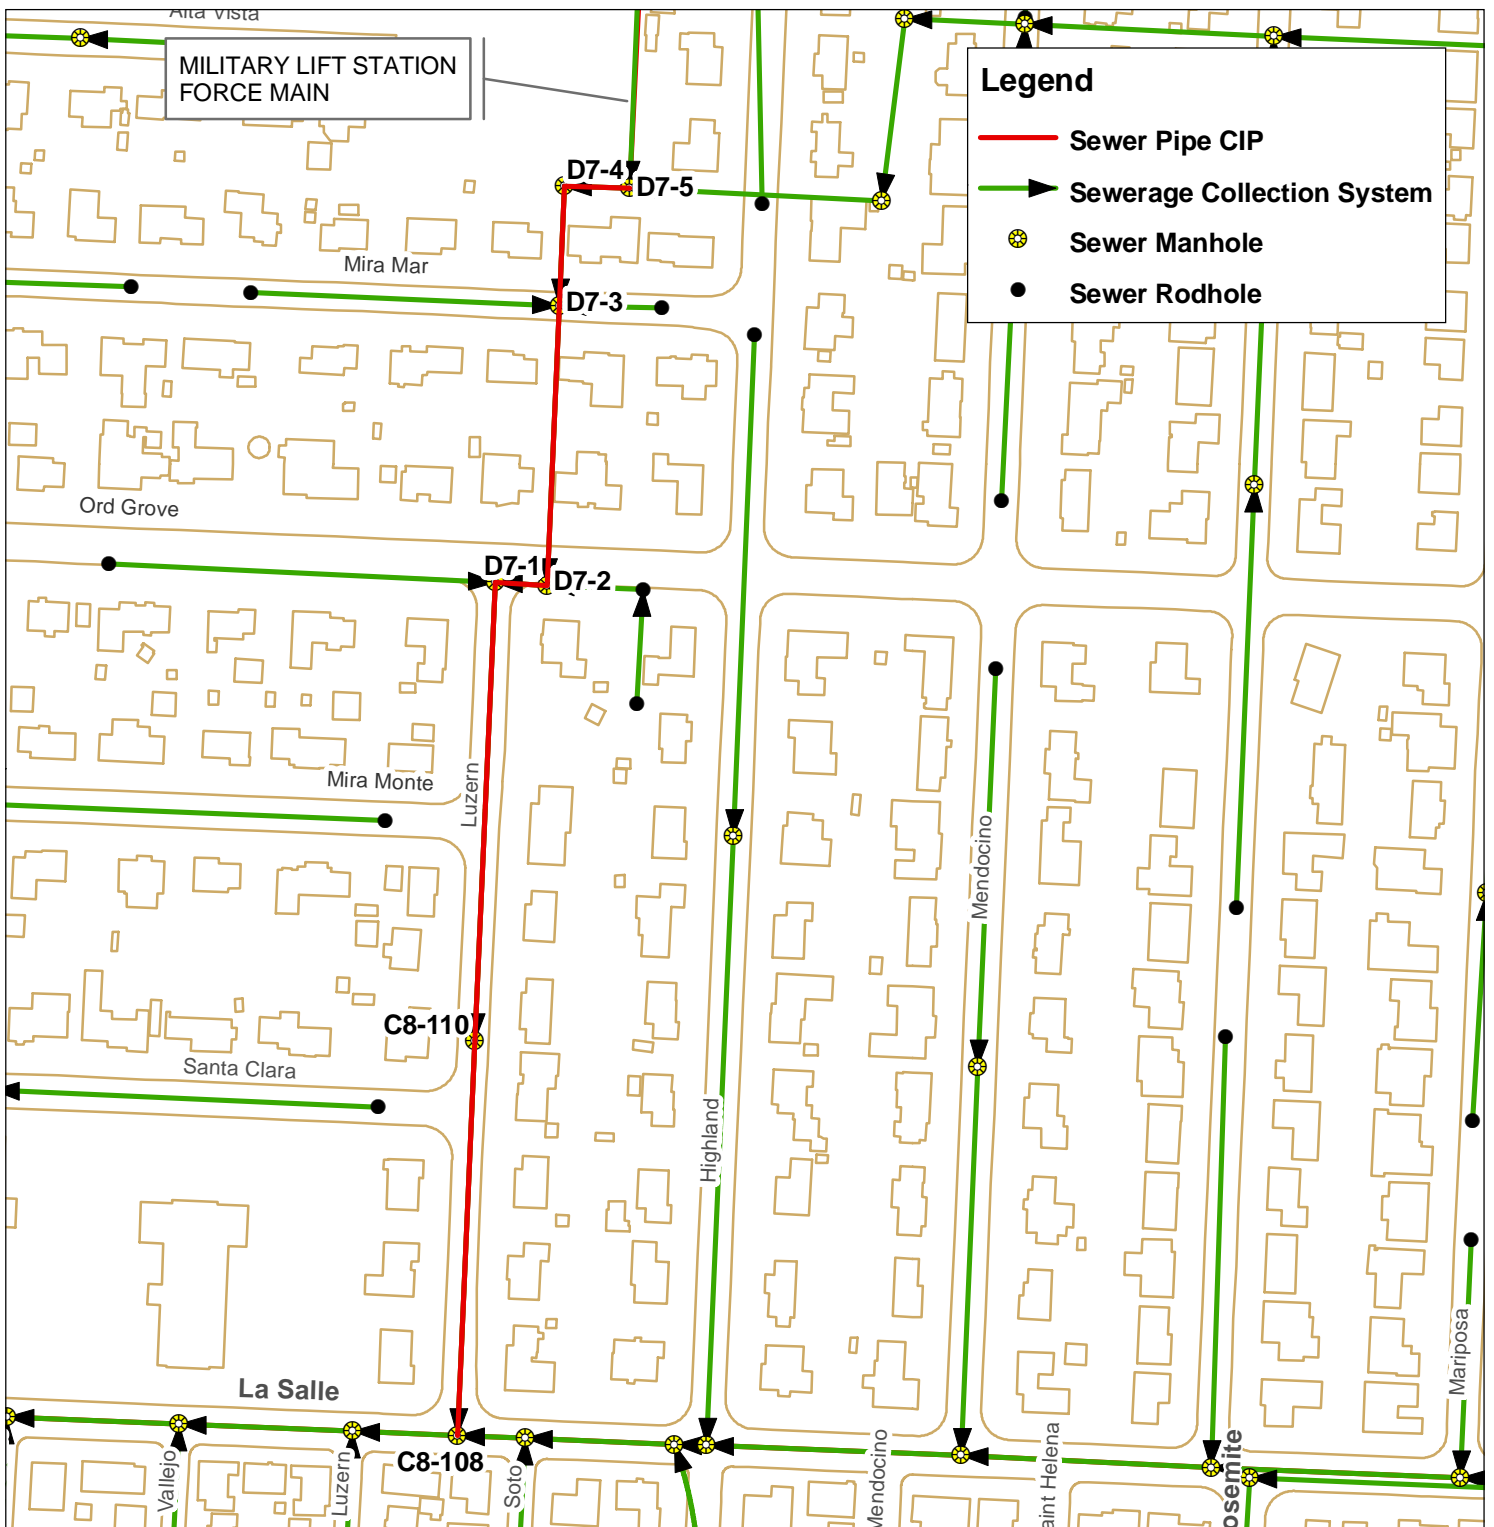 Alta Vista
MILITARY LIFT STATION
FORCE MAIN
Legend
Sewer Pipe CIP
Sewerage Collection System
Sewer Manhole
Sewer Rodhole
D7-4
D7-5
Mira Mar
D7-3
Ord Grove
D7-1
D7-2
Mira Monte
Luzern
Mendocino
C8-110
Santa Clara
Highland
Mariposa
La Salle
C8-108
Vallejo
Luzern
Soto
Mendocino
aint Helena
osemite